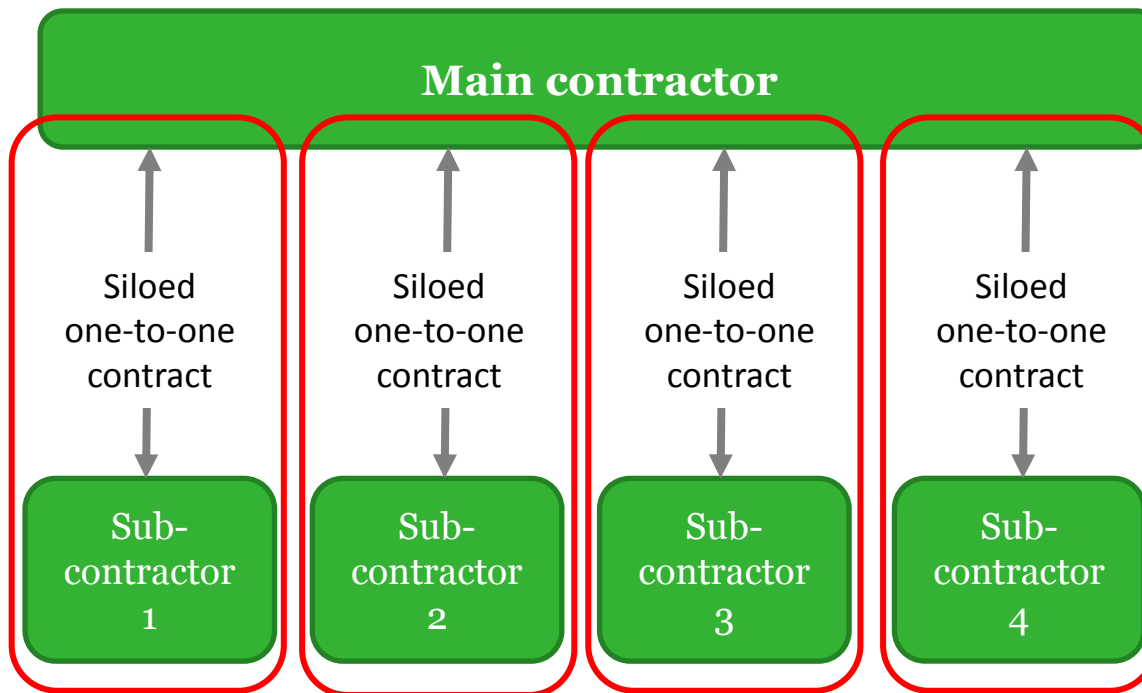 Main contractor
Siloed
one-to-one
contract
Siloed
one-to-one
contract
Siloed
one-to-one
contract
Siloed
one-to-one
contract
Sub-
contractor
1
Sub-
contractor
2
Sub-
contractor
3
Sub-
contractor
4